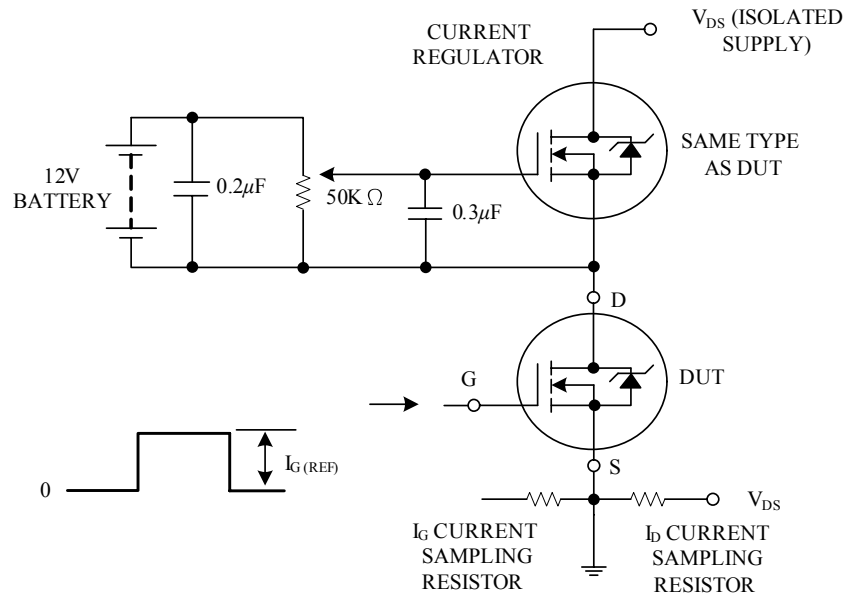 V_DS (ISOLATED
SUPPLY)
CURRENT
REGULATOR
SAME TYPE
AS DUT
12V
BATTERY
0.2µF
50K Ω
0.3µF
D
G
DUT
I_G (REF)
0
S
V_DS
I_G CURRENT
SAMPLING
RESISTOR
I_D CURRENT
SAMPLING
RESISTOR